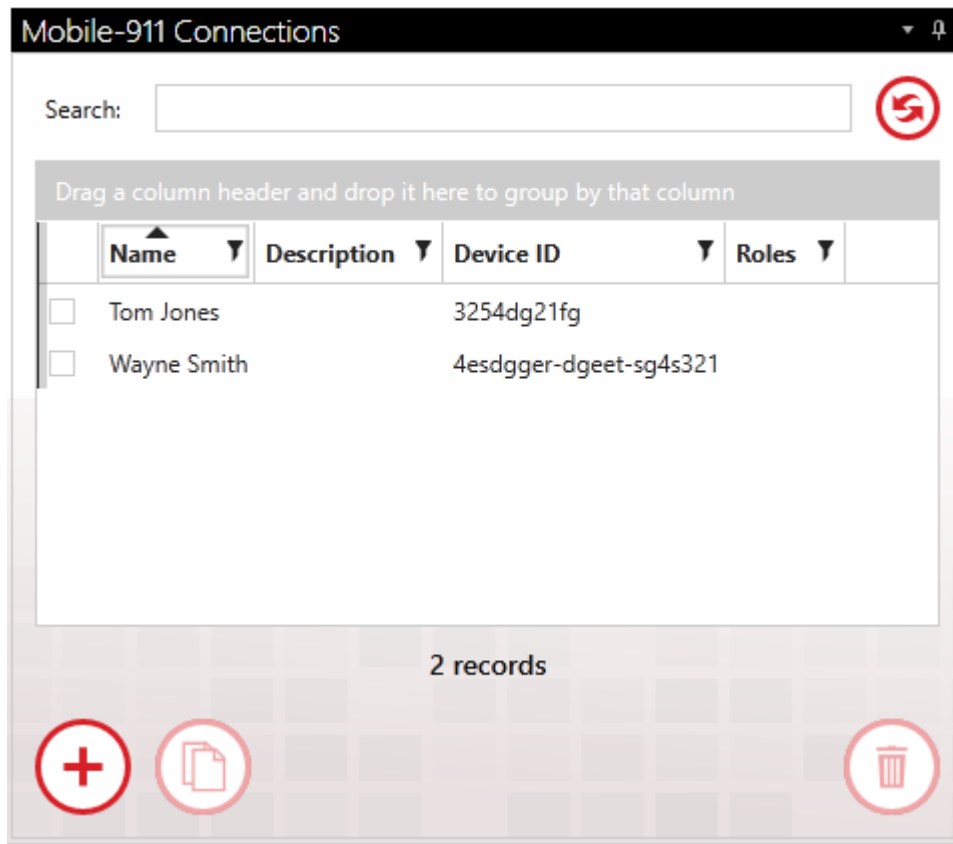 Mobile-911 Connections
Search:
Drag a column header and drop it here to group by that column
Name Description Device ID Roles
Tom Jones 3254dg21fg
Wayne Smith 4esdgger-dgeet-sg4s321
2 records